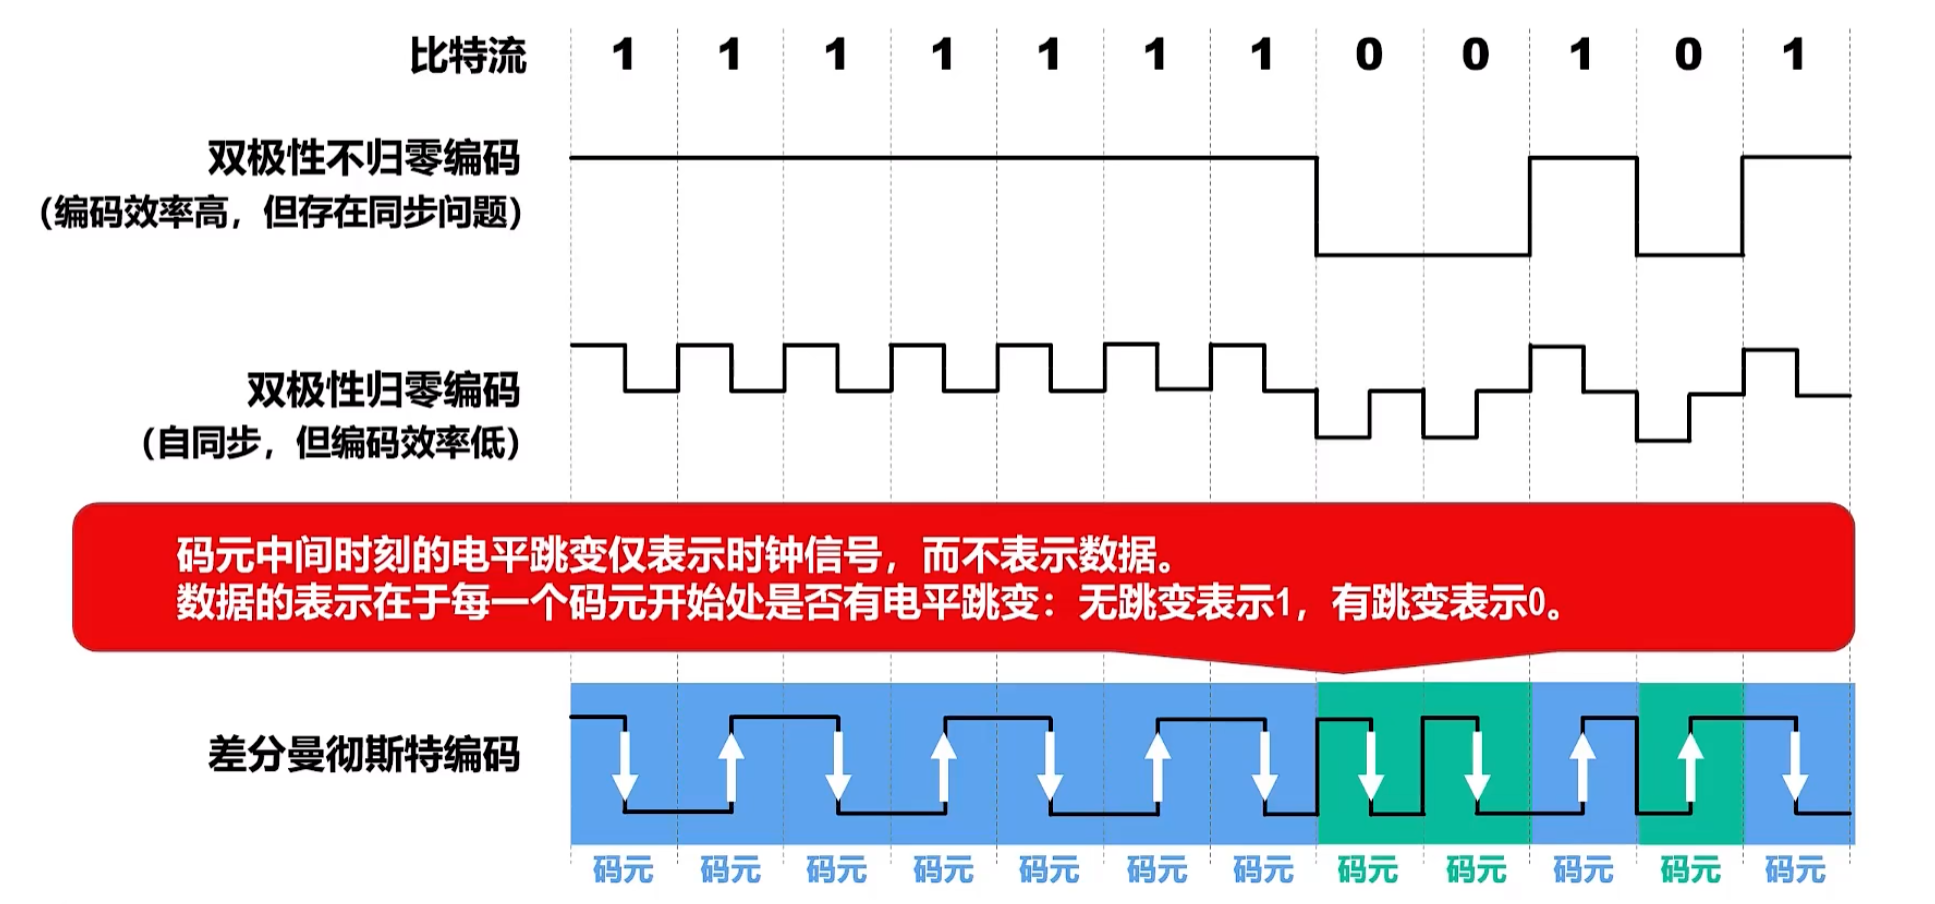 比特流 1 1 1 1 1 1 1 0 0 1 0 1
双极性不归零编码
（编码效率高，但存在同步问题）
双极性归零编码
（自同步，但编码效率低）
码元中间时刻的电平跳变仅表示时钟信号，而不表示数据。
数据的表示在于每一个码元开始处是否有电平跳变：无跳变表示1，有跳变表示0。
差分曼彻斯特编码
码元 码元 码元 码元 码元 码元 码元 码元 码元 码元 码元 码元